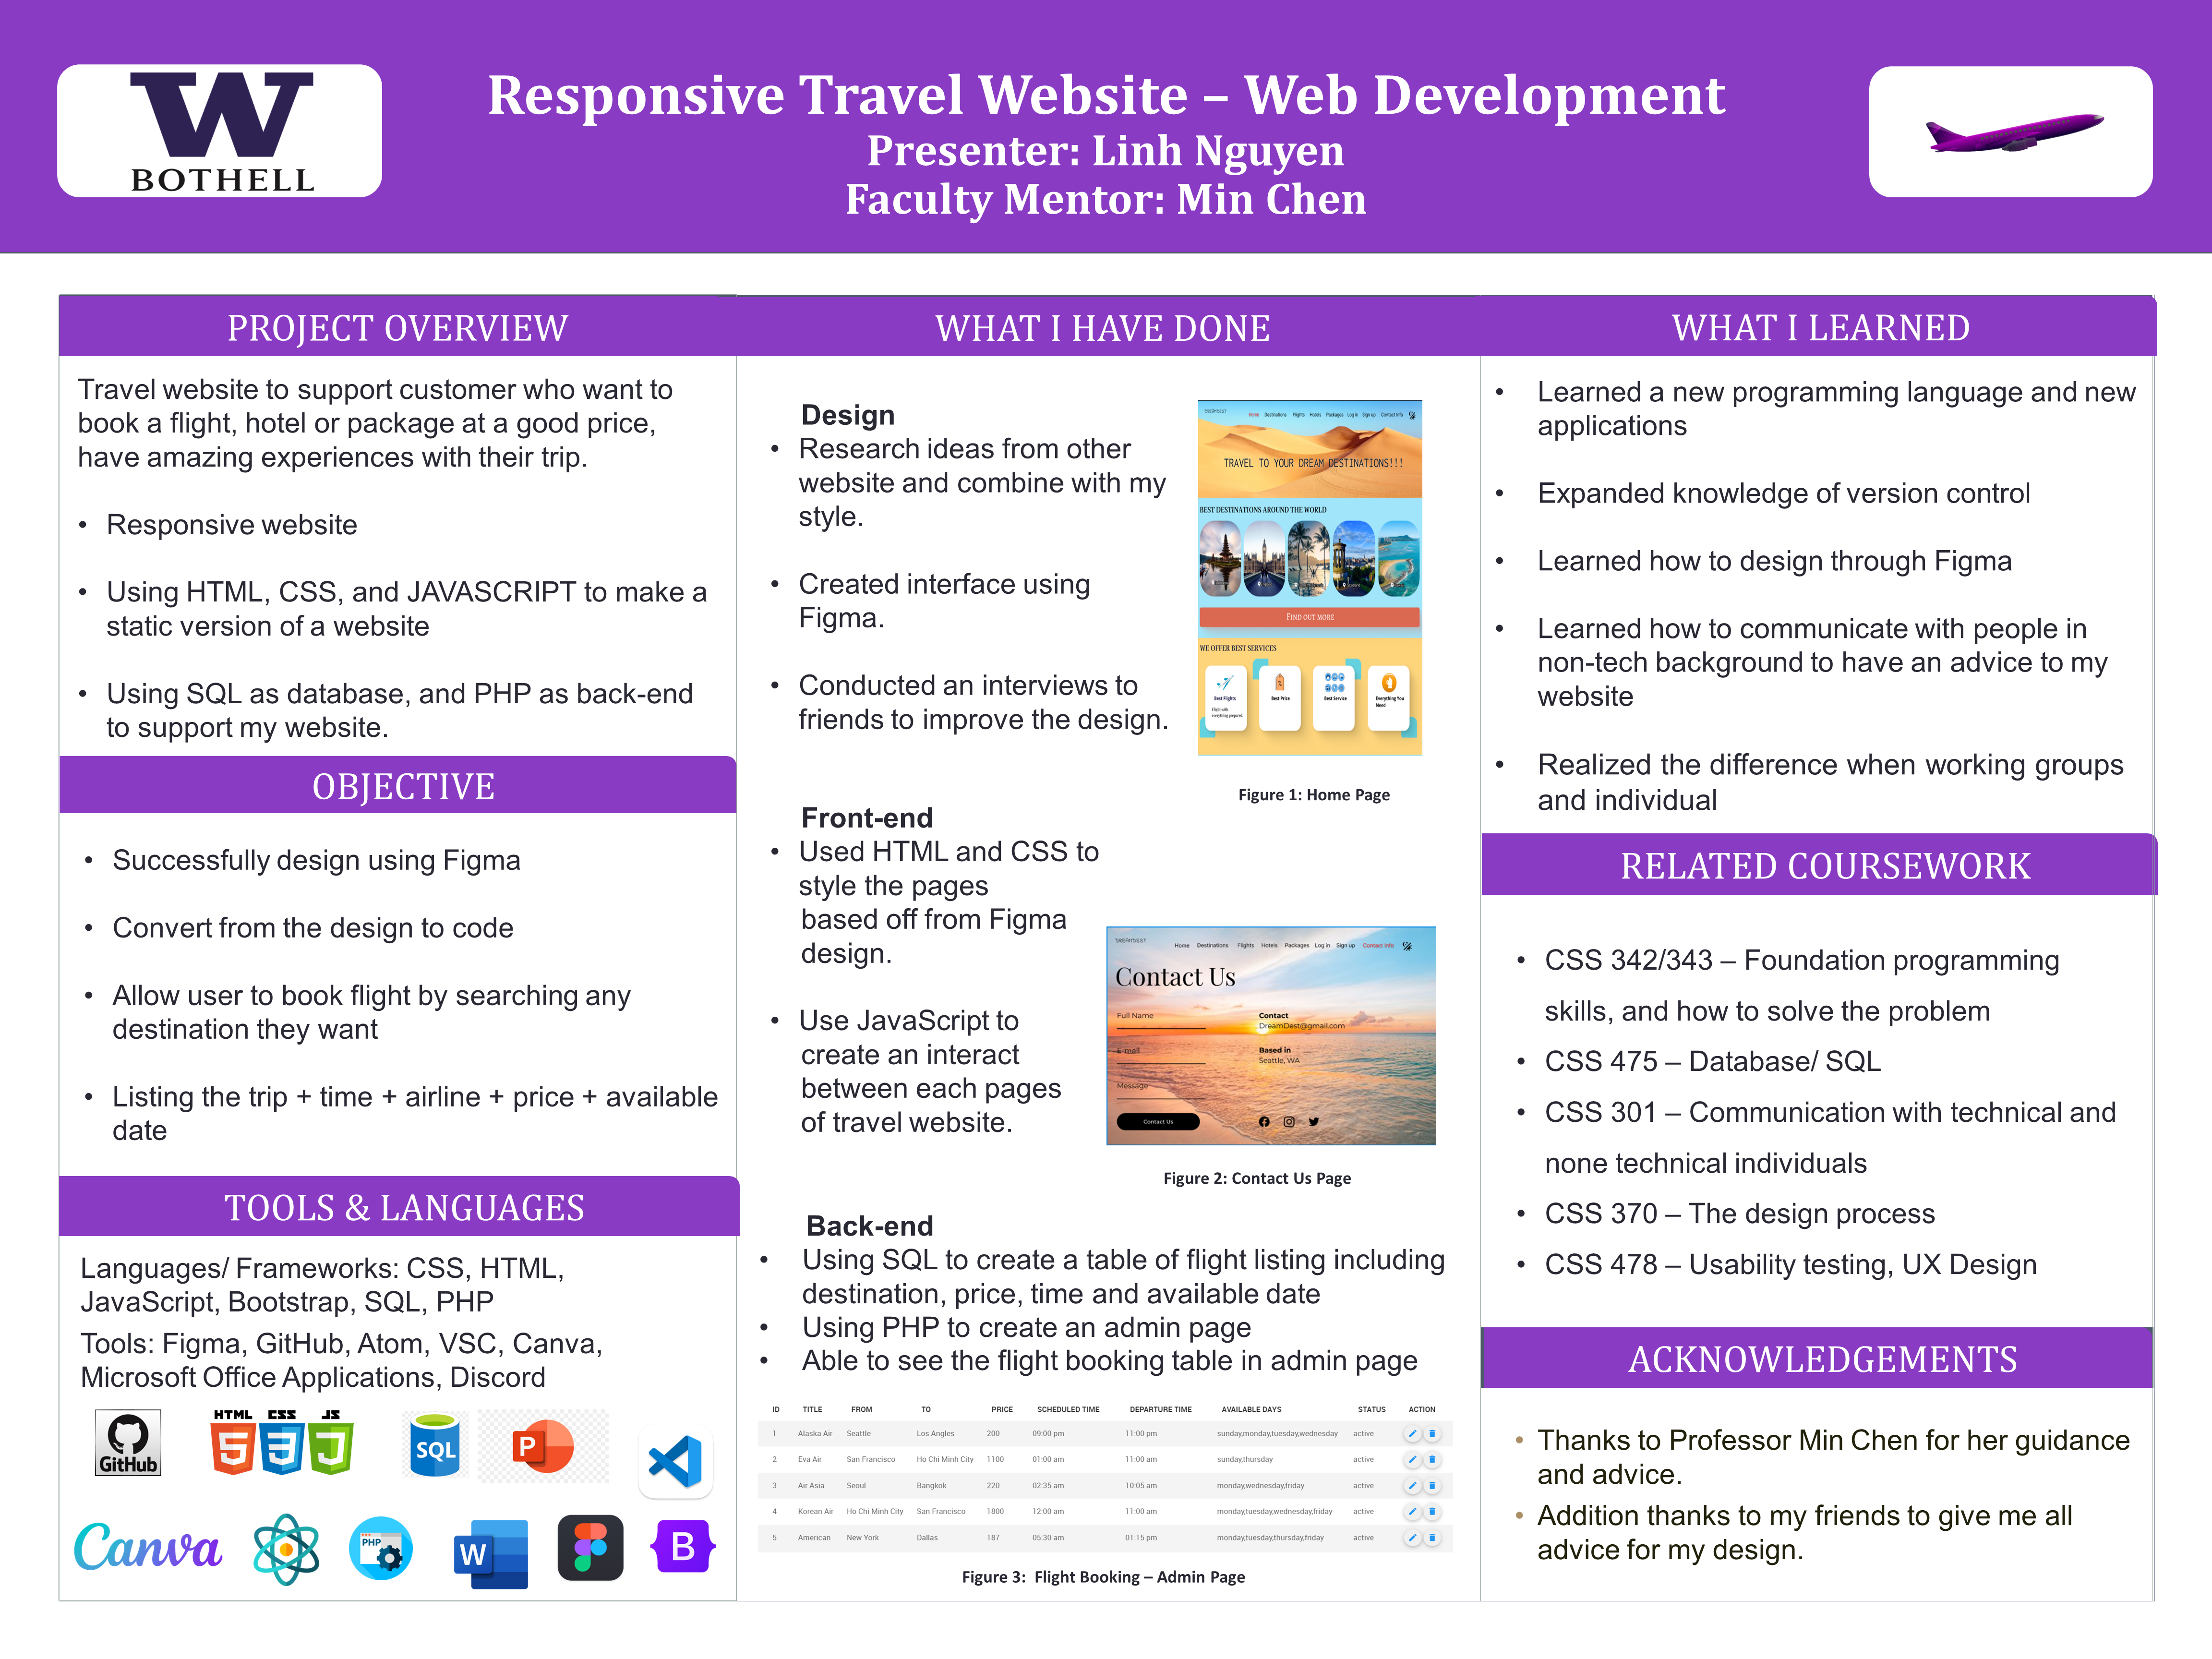 W
BOTHELL
Responsive Travel Website – Web Development
Presenter: Linh Nguyen
Faculty Mentor: Min Chen
PROJECT OVERVIEW
Travel website to support customer who want to
book a flight, hotel or package at a good price,
have amazing experiences with their trip.
• Responsive website
• Using HTML, CSS, and JAVASCRIPT to make a
static version of a website
• Using SQL as database, and PHP as back-end
to support my website.
OBJECTIVE
• Successfully design using Figma
• Convert from the design to code
• Allow user to book flight by searching any
destination they want
• Listing the trip + time + airline + price + available
date
TOOLS & LANGUAGES
Languages/ Frameworks: CSS, HTML,
JavaScript, Bootstrap, SQL, PHP
Tools: Figma, GitHub, Atom, VSC, Canva,
Microsoft Office Applications, Discord
GitHub
HTML CSS JS
5 3 J
SQL
P
Canva
PHP
W
B
WHAT I HAVE DONE
Design
• Research ideas from other
website and combine with my
style.
• Created interface using
Figma.
• Conducted an interviews to
friends to improve the design.
DREAMDEST
Home Destinations Flights Hotels Packages Log in Sign up Contact Info
TRAVEL TO YOUR DREAM DESTINATIONS!!!
BEST DESTINATIONS AROUND THE WORLD
FIND OUT MORE
WE OFFER BEST SERVICES
Best Flights Best Price Best Service Everything You
Need
Flight with
everything prepared.
Figure 1: Home Page
Front-end
• Used HTML and CSS to
style the pages
based off from Figma
design.
• Use JavaScript to
create an interact
between each pages
of travel website.
DREAMDEST
Home Destinations Flights Hotels Packages Log in Sign up Contact Info
Contact Us
Full Name
E-mail
Message
Contact Us
Contact
DreamDest@gmail.com
Based in
Seattle, WA
Figure 2: Contact Us Page
Back-end
• Using SQL to create a table of flight listing including
destination, price, time and available date
• Using PHP to create an admin page
• Able to see the flight booking table in admin page
ID TITLE FROM TO PRICE SCHEDULED TIME DEPARTURE TIME AVAILABLE DAYS STATUS ACTION
1 Alaska Air Seattle Los Angles 200 09:00 pm 11:00 pm sunday,monday,tuesday,wednesday active
2 Eva Air San Francisco Ho Chi Minh City 1100 01:00 am 11:00 am sunday,thursday active
3 Air Asia Seoul Bangkok 220 02:35 am 10:05 am monday,wednesday,friday active
4 Korean Air Ho Chi Minh City San Francisco 1800 12:00 am 11:00 am monday,tuesday,wednesday,friday active
5 American New York Dallas 187 05:30 am 01:15 pm monday,tuesday,thursday,friday active
Figure 3: Flight Booking – Admin Page
WHAT I LEARNED
• Learned a new programming language and new
applications
• Expanded knowledge of version control
• Learned how to design through Figma
• Learned how to communicate with people in
non-tech background to have an advice to my
website
• Realized the difference when working groups
and individual
RELATED COURSEWORK
• CSS 342/343 – Foundation programming
skills, and how to solve the problem
• CSS 475 – Database/ SQL
• CSS 301 – Communication with technical and
none technical individuals
• CSS 370 – The design process
• CSS 478 – Usability testing, UX Design
ACKNOWLEDGEMENTS
• Thanks to Professor Min Chen for her guidance
and advice.
• Addition thanks to my friends to give me all
advice for my design.